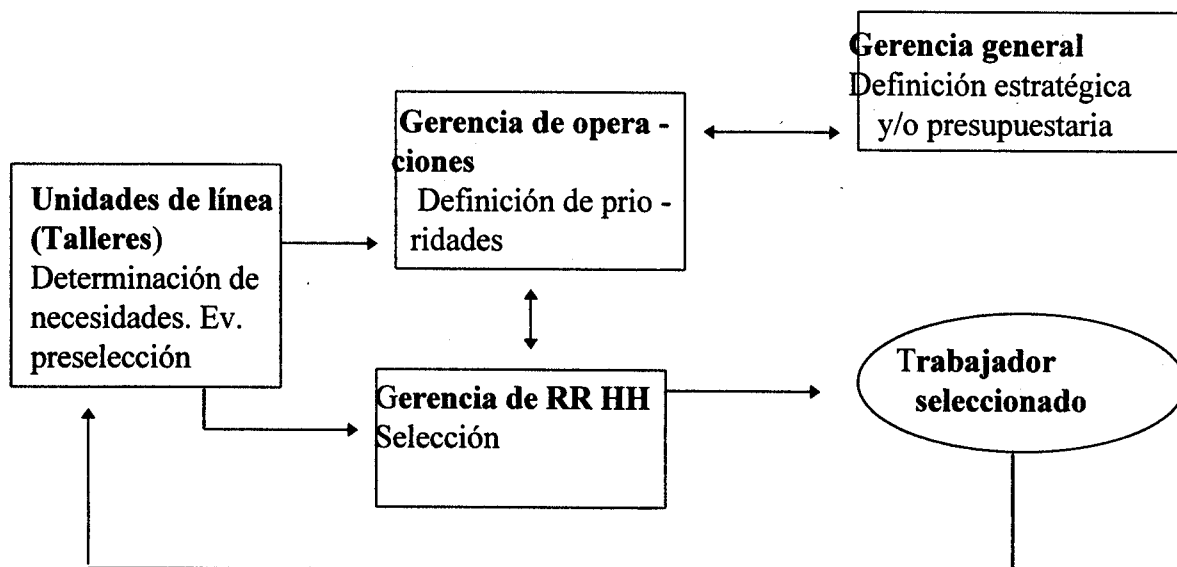 Gerencia general
Definición estratégica
y/o presupuestaria
Gerencia de opera -
ciones
Definición de prio -
ridades
Unidades de línea
(Talleres)
Determinación de
necesidades. Ev.
preselección
Gerencia de RR HH
Selección
Trabajador
seleccionado